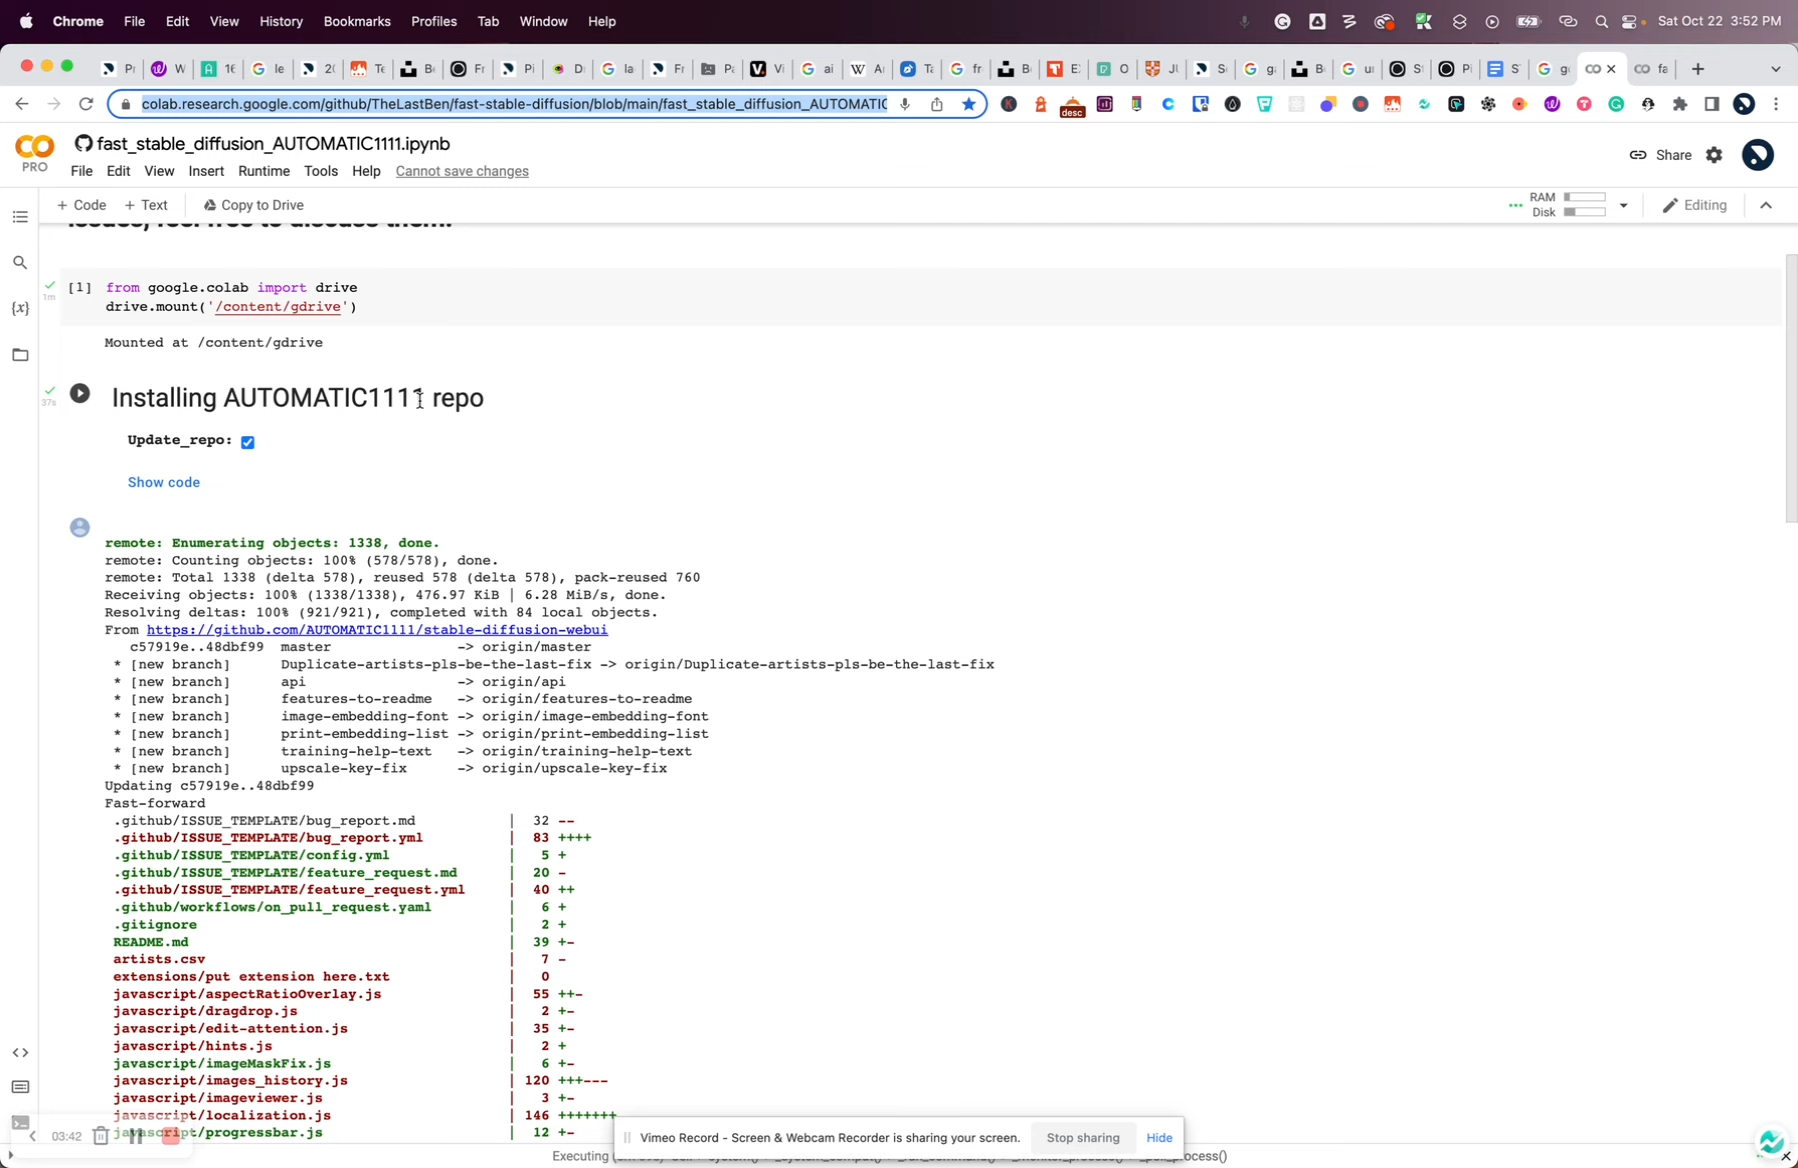 Chrome File Edit View History Bookmarks Profiles Tab Window Help Sat Oct 22 3:52 PM
colab.research.google.com/github/TheLastBen/fast-stable-diffusion/blob/main/fast_stable_diffusion_AUTOMATIC
desc
CO
PRO
fast_stable_diffusion_AUTOMATIC1111.ipynb
File Edit View Insert Runtime Tools Help Cannot save changes
Share
+ Code + Text Copy to Drive
RAM
Disk
Editing
issues, feel free to discuss them.
[1] from google.colab import drive
1m
drive.mount('/content/gdrive')
Mounted at /content/gdrive
Installing AUTOMATIC1111 repo
37s
Update_repo:
Show code
remote: Enumerating objects: 1338, done.
remote: Counting objects: 100% (578/578), done.
remote: Total 1338 (delta 578), reused 578 (delta 578), pack-reused 760
Receiving objects: 100% (1338/1338), 476.97 KiB | 6.28 MiB/s, done.
Resolving deltas: 100% (921/921), completed with 84 local objects.
From https://github.com/AUTOMATIC1111/stable-diffusion-webui
c57919e..48dbf99 master -> origin/master
* [new branch] Duplicate-artists-pls-be-the-last-fix -> origin/Duplicate-artists-pls-be-the-last-fix
* [new branch] api -> origin/api
* [new branch] features-to-readme -> origin/features-to-readme
* [new branch] image-embedding-font -> origin/image-embedding-font
* [new branch] print-embedding-list -> origin/print-embedding-list
* [new branch] training-help-text -> origin/training-help-text
* [new branch] upscale-key-fix -> origin/upscale-key-fix
Updating c57919e..48dbf99
Fast-forward
.github/ISSUE_TEMPLATE/bug_report.md | 32 --
.github/ISSUE_TEMPLATE/bug_report.yml | 83 ++++
.github/ISSUE_TEMPLATE/config.yml | 5 +
.github/ISSUE_TEMPLATE/feature_request.md | 20 -
.github/ISSUE_TEMPLATE/feature_request.yml | 40 ++
.github/workflows/on_pull_request.yaml | 6 +
.gitignore | 2 +
README.md | 39 +-
artists.csv | 7 -
extensions/put extension here.txt | 0
javascript/aspectRatioOverlay.js | 55 ++-
javascript/dragdrop.js | 2 +-
javascript/edit-attention.js | 35 +-
javascript/hints.js | 2 +
javascript/imageMaskFix.js | 6 +-
javascript/images_history.js | 120 +++---
javascript/imageviewer.js | 3 +-
javascript/localization.js | 146 +++++++
javascript/progressbar.js | 12 +-
03:42
Vimeo Record - Screen & Webcam Recorder is sharing your screen. Stop sharing Hide
Executing